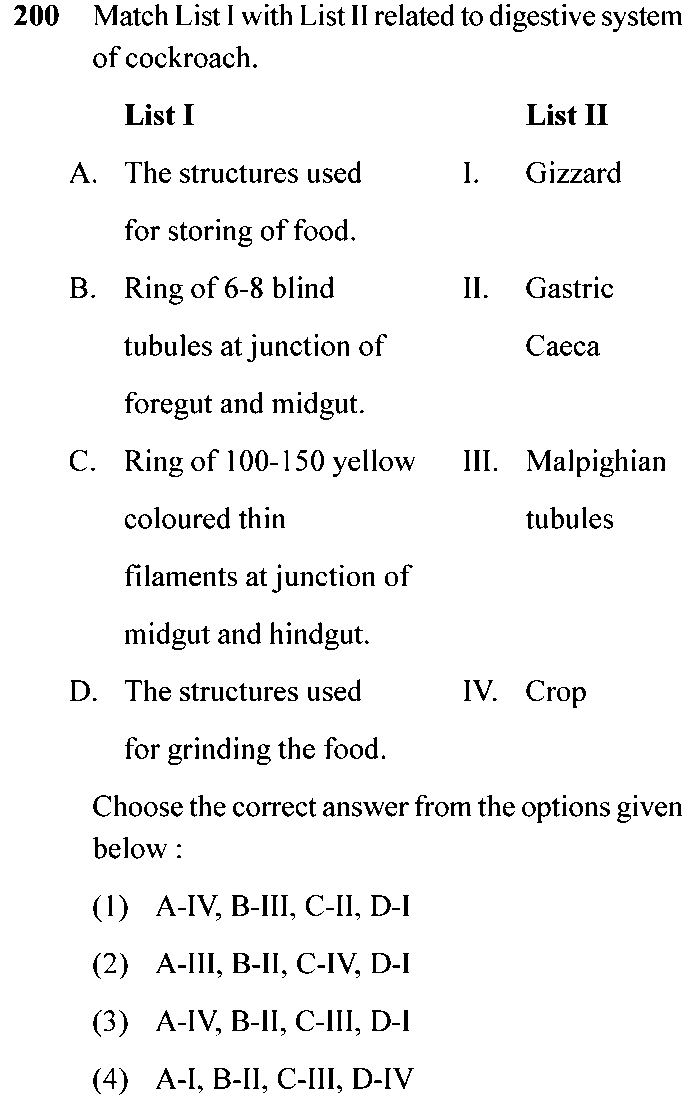 200 Match List I with List II related to digestive system
of cockroach.
List I List II
A. The structures used I. Gizzard
for storing of food.
B. Ring of 6-8 blind II. Gastric
tubules at junction of Caeca
foregut and midgut.
C. Ring of 100-150 yellow III. Malpighian
coloured thin tubules
filaments at junction of
midgut and hindgut.
D. The structures used IV. Crop
for grinding the food.
Choose the correct answer from the options given
below :
(1) A-IV, B-III, C-II, D-I
(2) A-III, B-II, C-IV, D-I
(3) A-IV, B-II, C-III, D-I
(4) A-I, B-II, C-III, D-IV